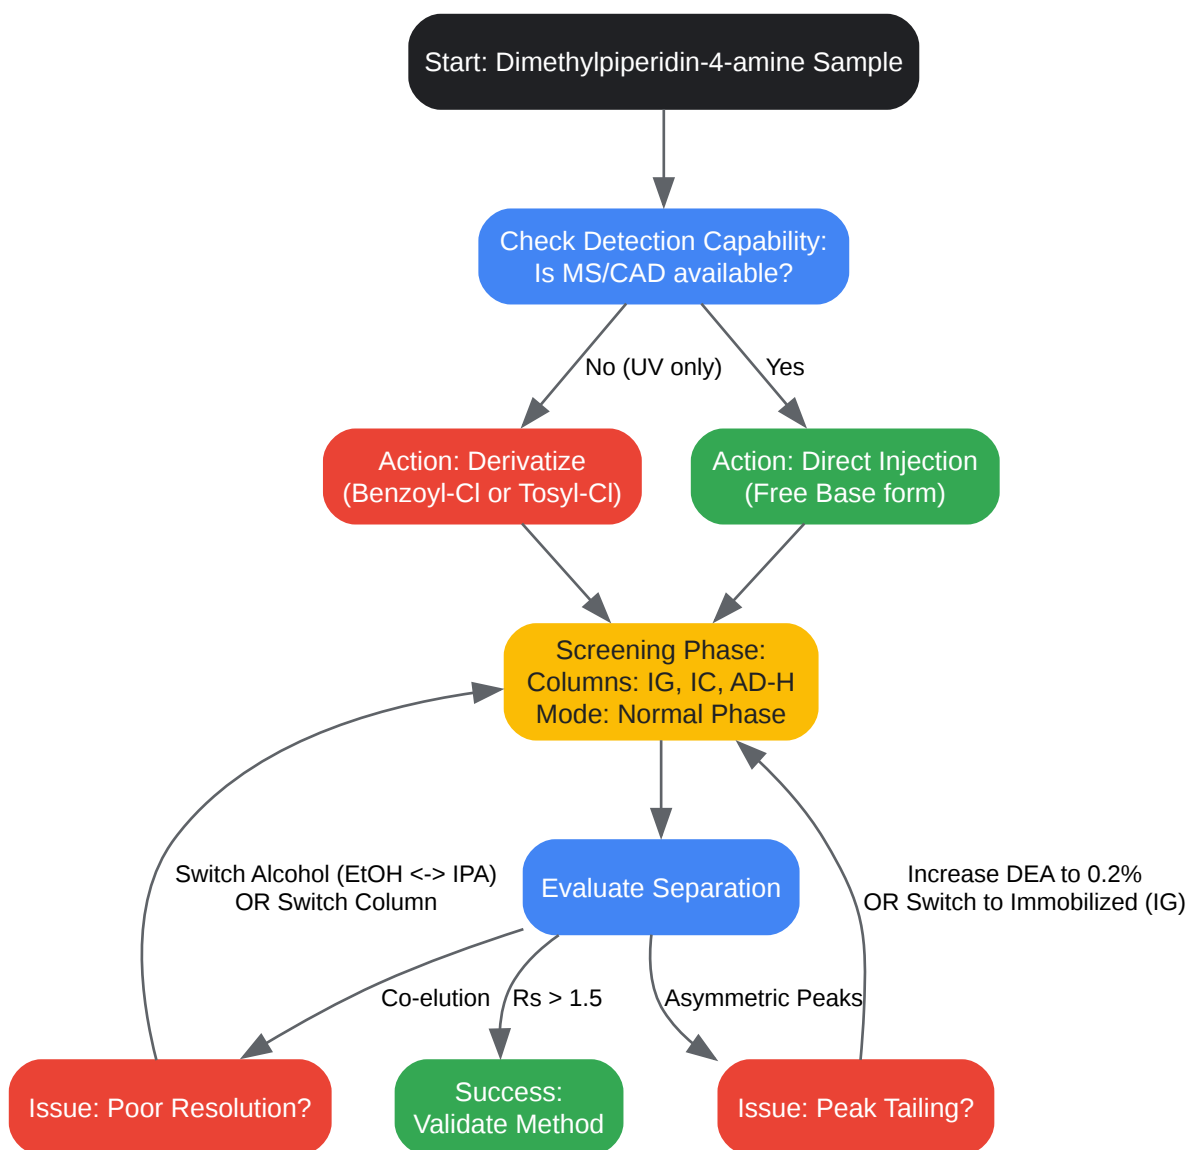 Start: Dimethylpiperidin-4-amine Sample
Check Detection Capability:
Is MS/CAD available?
No (UV only)
Yes
Action: Derivatize
(Benzoyl-Cl or Tosyl-Cl)
Action: Direct Injection
(Free Base form)
Screening Phase:
Columns: IG, IC, AD-H
Mode: Normal Phase
Switch Alcohol (EtOH <-> IPA)
OR Switch Column
Evaluate Separation
Increase DEA to 0.2%
OR Switch to Immobilized (IG)
Co-elution
Rs > 1.5
Asymmetric Peaks
Issue: Poor Resolution?
Success:
Validate Method
Issue: Peak Tailing?